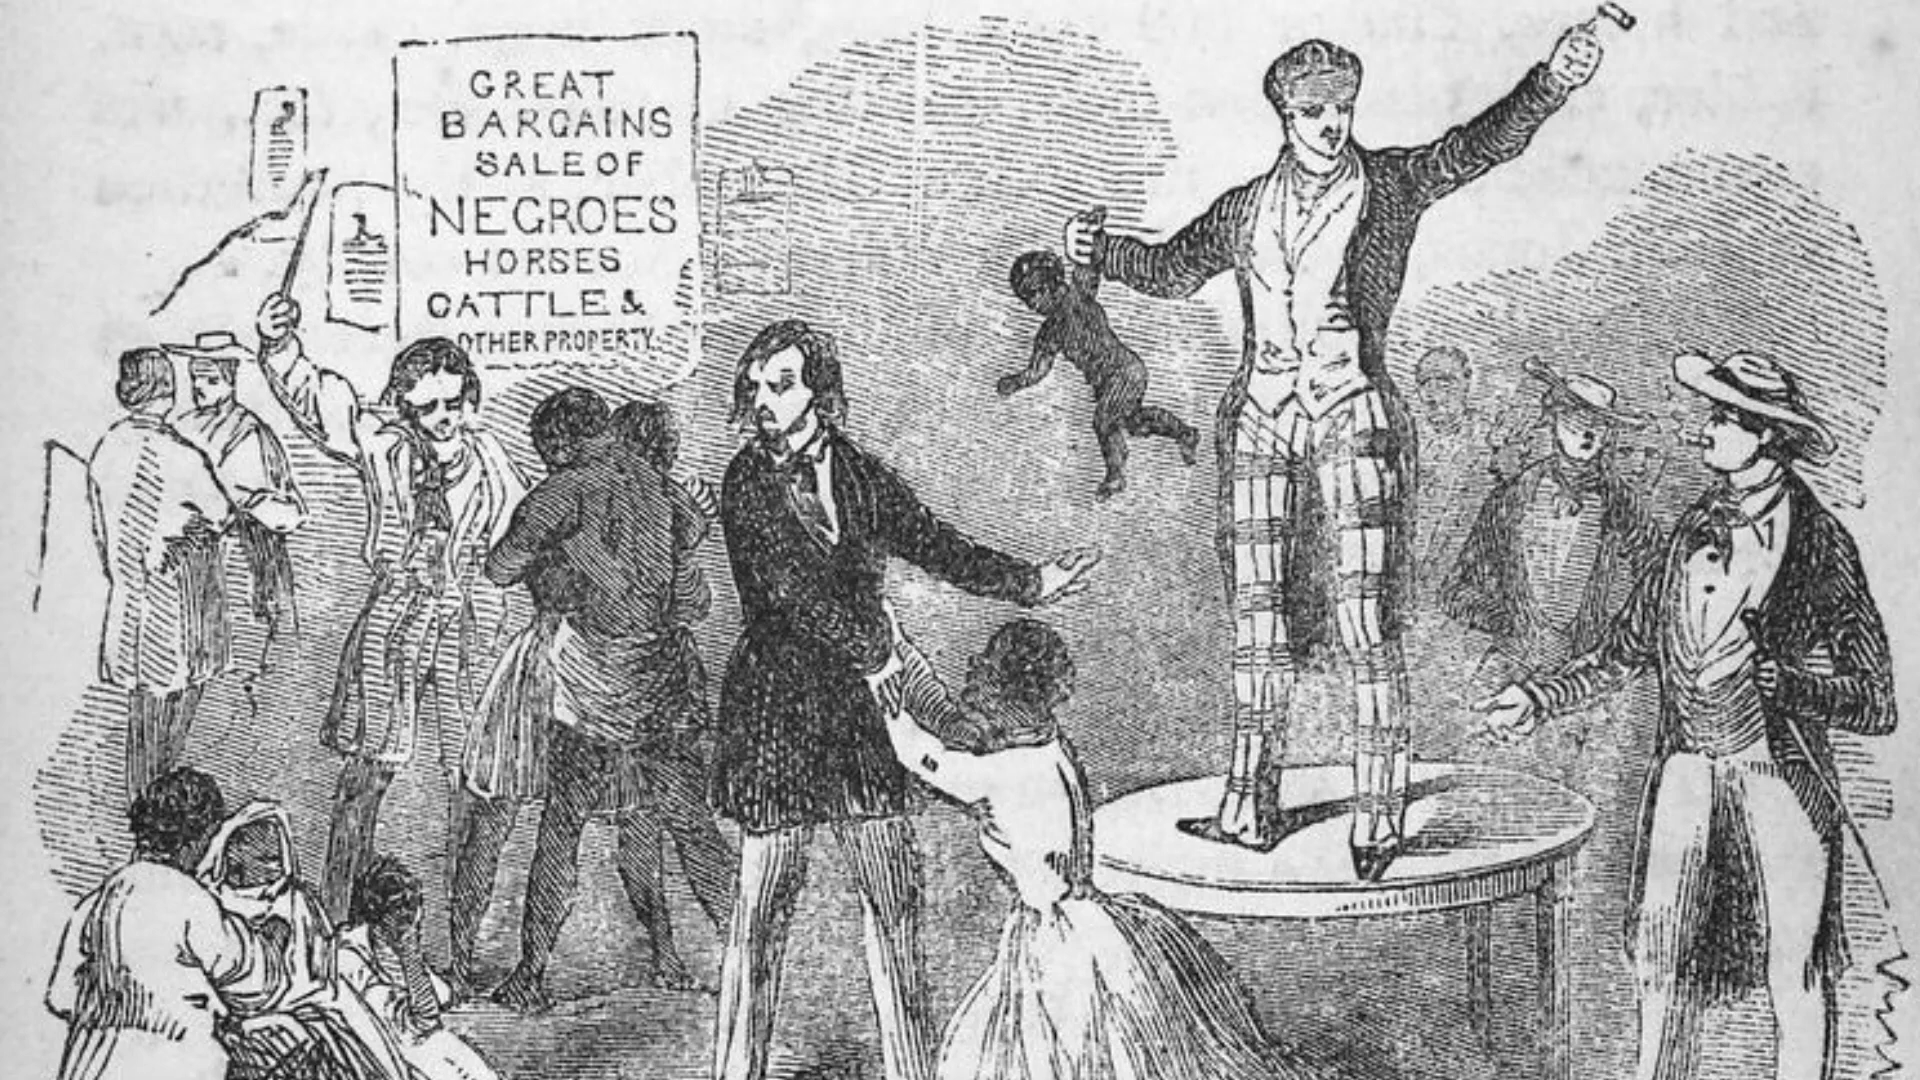 GREAT
BARGAINS
SALE OF
NEGROES
HORSES
CATTLE &
OTHER PROPERTY